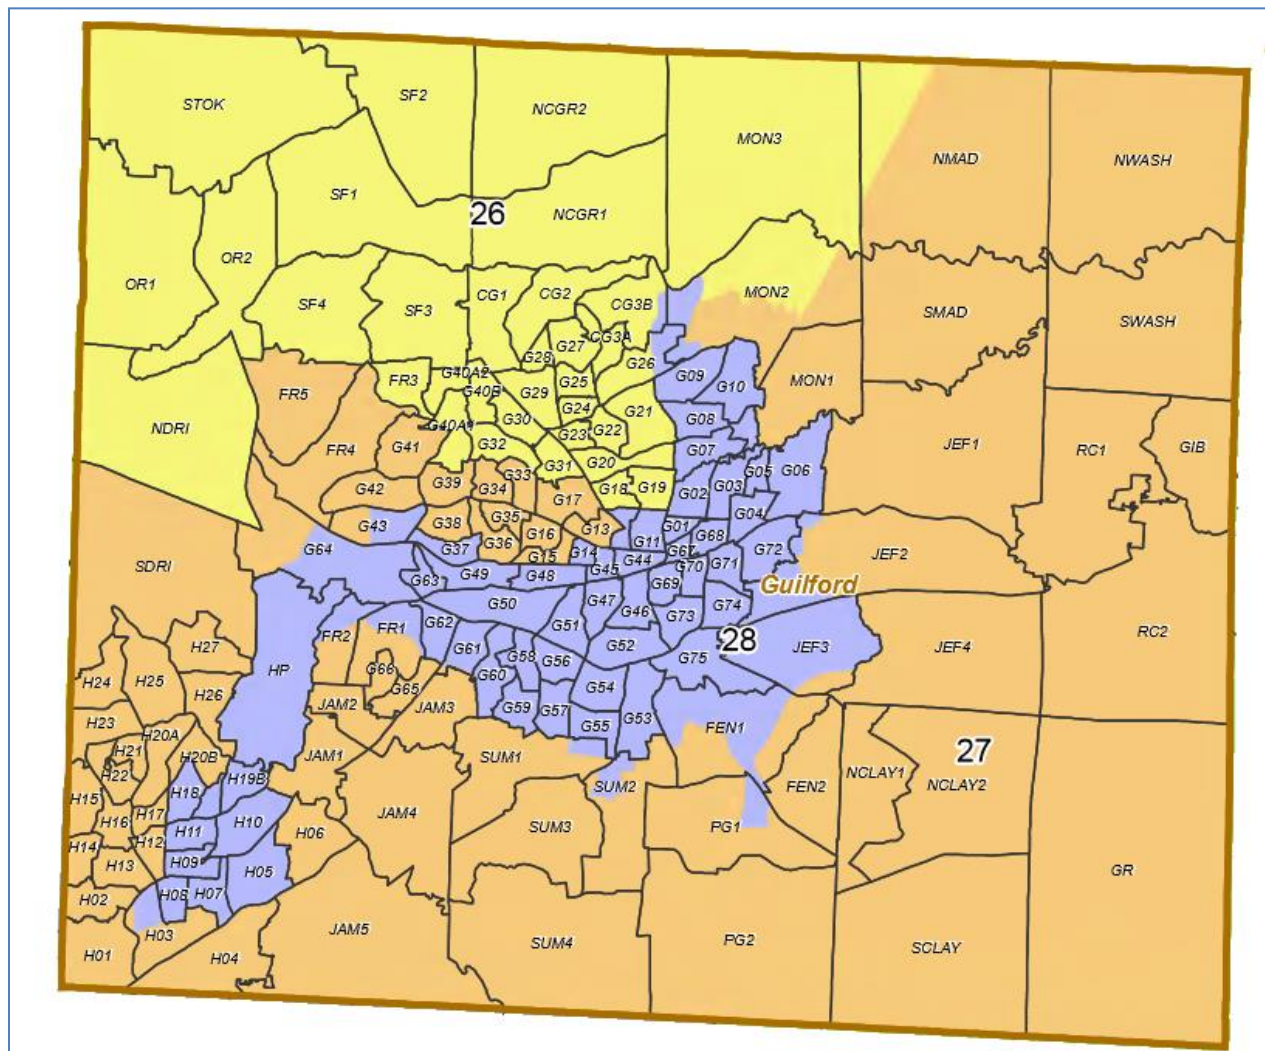 STOK
SF2
NCGR2
MON3
NMAD
NWASH
SF1
26
NCGR1
OR2
OR1
SF4
SF3
CG1
CG2
CG3B
MON2
SMAD
SWASH
CG3A
G27
G28
G26
FR3
G40A2
G25
G09
G10
MON1
FR5
G40B
G29
G24
G21
G08
NDRI
G40A1
G30
G23
G22
FR4
G41
G32
G07
JEF1
RC1
GIB
G31
G20
G05
G06
G42
G39
G34
G33
G17
G18
G19
G02
G03
G04
G43
G38
G35
G16
G13
G01
G68
G64
G37
G36
G15
G14
G11
G67
G72
JEF2
SDRI
G63
G49
G48
G45
G44
G70
G71
Guilford
G69
G50
G47
G46
G73
G74
FR2
FR1
G62
G51
RC2
H27
G61
G58
G56
G52
28
JEF3
JEF4
HP
G66
G60
G75
H24
H25
H26
G65
G54
JAM2
JAM3
G59
G57
G53
H23
H20A
G55
FEN1
H21
H20B
JAM1
SUM1
27
H22
H19B
NCLAY1
H15
H18
SUM2
FEN2
NCLAY2
H16
H17
H10
JAM4
H11
H06
SUM3
PG1
H14
H12
H13
H09
H05
GR
H02
H08
H07
H03
JAM5
SUM4
PG2
SCLAY
H01
H04